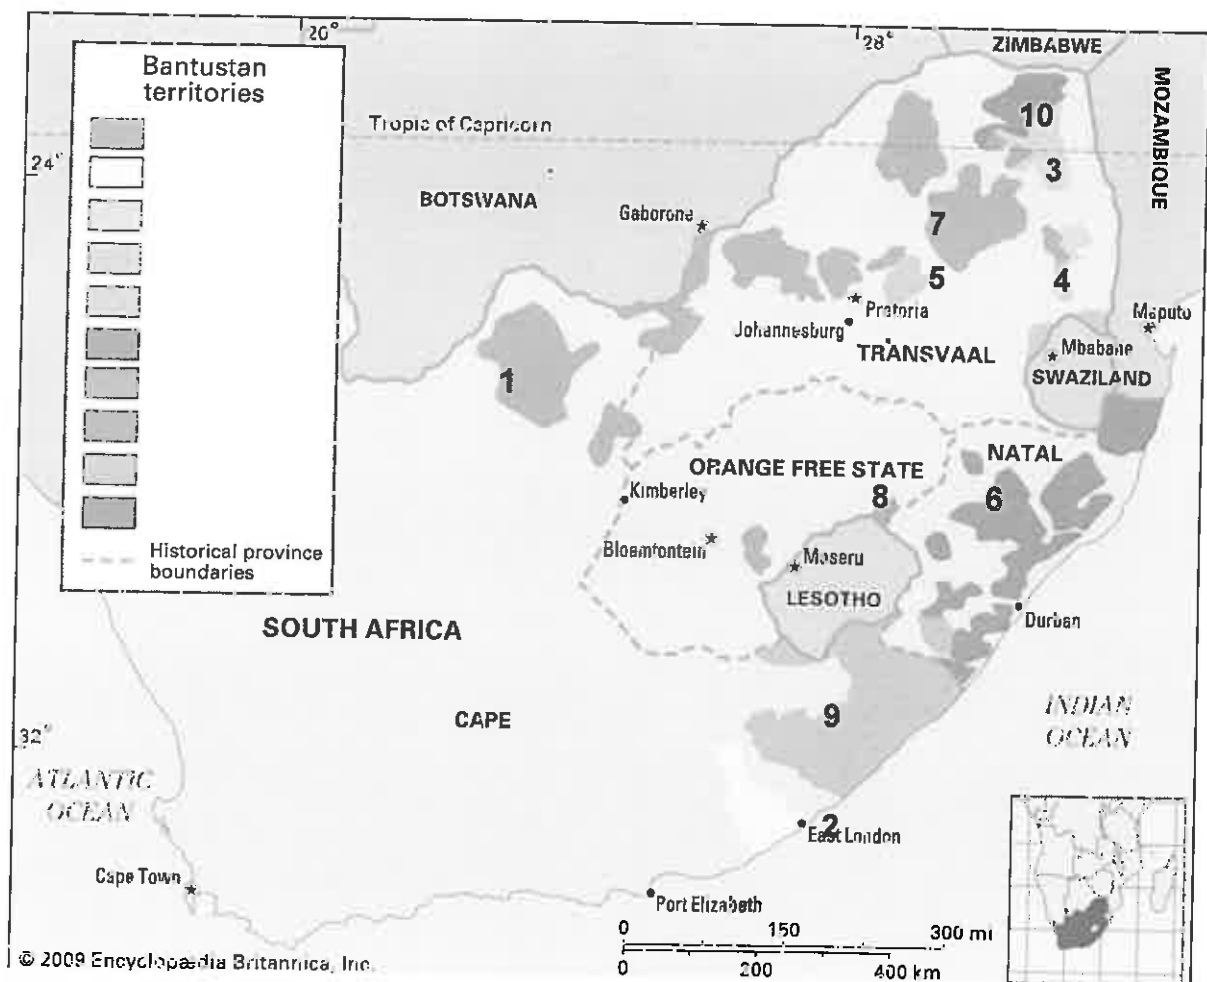 20°
28°
ZIMBABWE
Bantustan
territories
MOZAMBIQUE
10
Tropic of Capricorn
24°
3
BOTSWANA
Gaborone
7
5
4
Pretoria
Maputo
Johannesburg
TRANSVAAL
Mbabane
SWAZILAND
1
NATAL
ORANGE FREE STATE
Kimberley
8
6
Bloemfontein
Historical province
boundaries
Maseru
LESOTHO
Durban
SOUTH AFRICA
9
CAPE
INDIAN
OCEAN
32°
ATLANTIC
OCEAN
2
East London
Cape Town
Port Elizabeth
0 150 300 mi
0 200 400 km
© 2009 Encyclopædia Britannica, Inc.